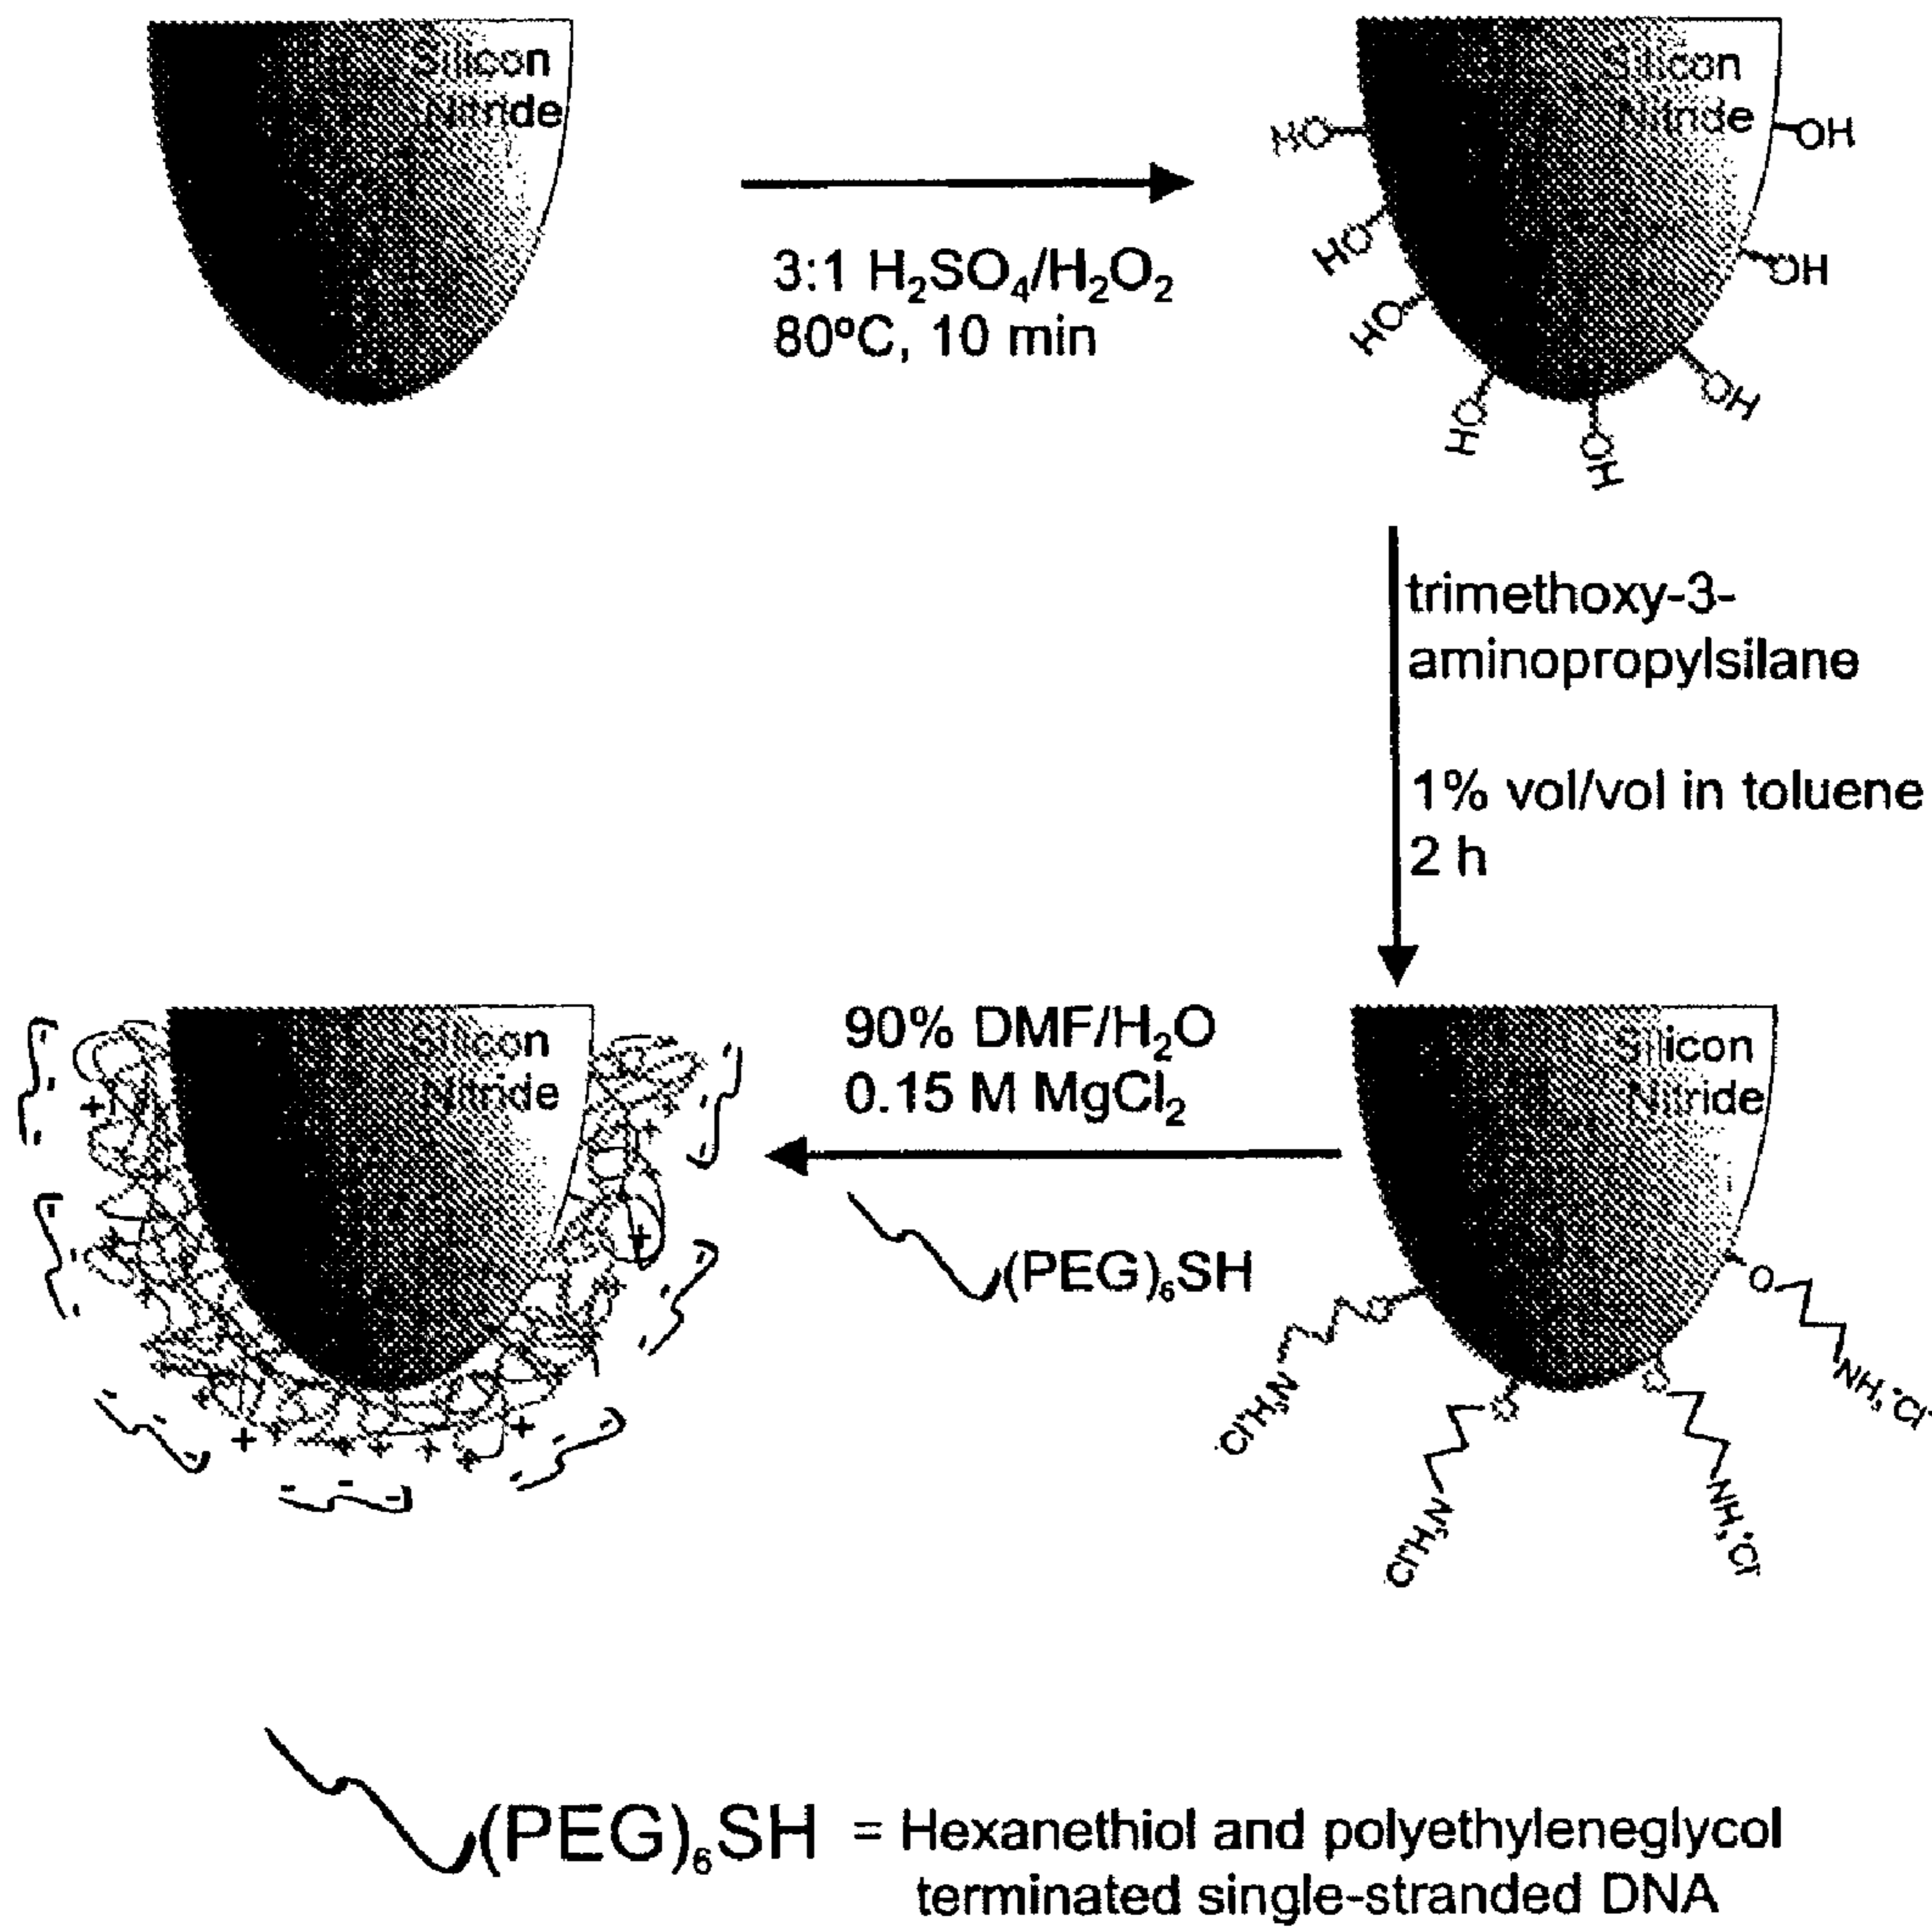 Silicon
Nitride
3:1 H₂SO₄/H₂O₂
80ºC, 10 min
Silicon
Nitride
HO
HO
HO
HO
OH
OH
OH
OH
trimethoxy-3-
aminopropylsilane
1% vol/vol in toluene
2 h
Silicon
Nitride
O
O
O
O
Cl⁻⁺H₃N
Cl⁻⁺H₃N
NH₃⁺Cl⁻
NH₃⁺Cl⁻
90% DMF/H₂O
0.15 M MgCl₂
(PEG)₆SH
Silicon
Nitride
(PEG)₆SH = Hexanethiol and polyethyleneglycol
terminated single-stranded DNA